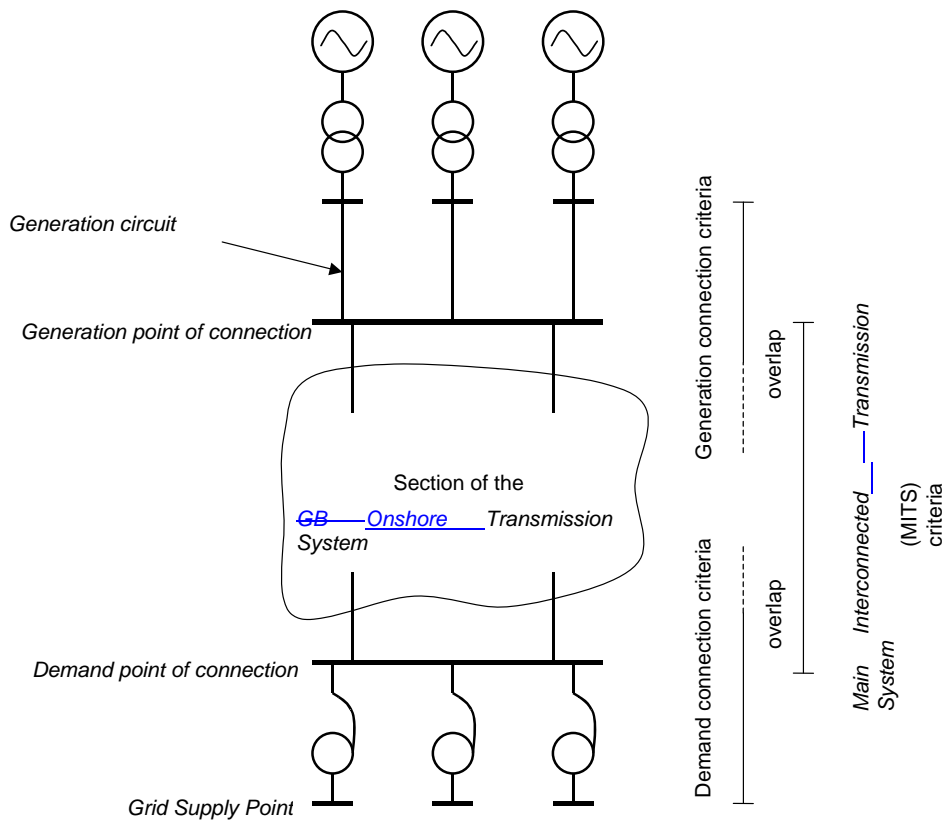 Generation circuit
Generation point of connection
Section of the
GB Onshore Transmission
System
Demand point of connection
Grid Supply Point
Generation connection criteria
Demand connection criteria
overlap
overlap
Main Interconnected Transmission
System
(MITS)
criteria